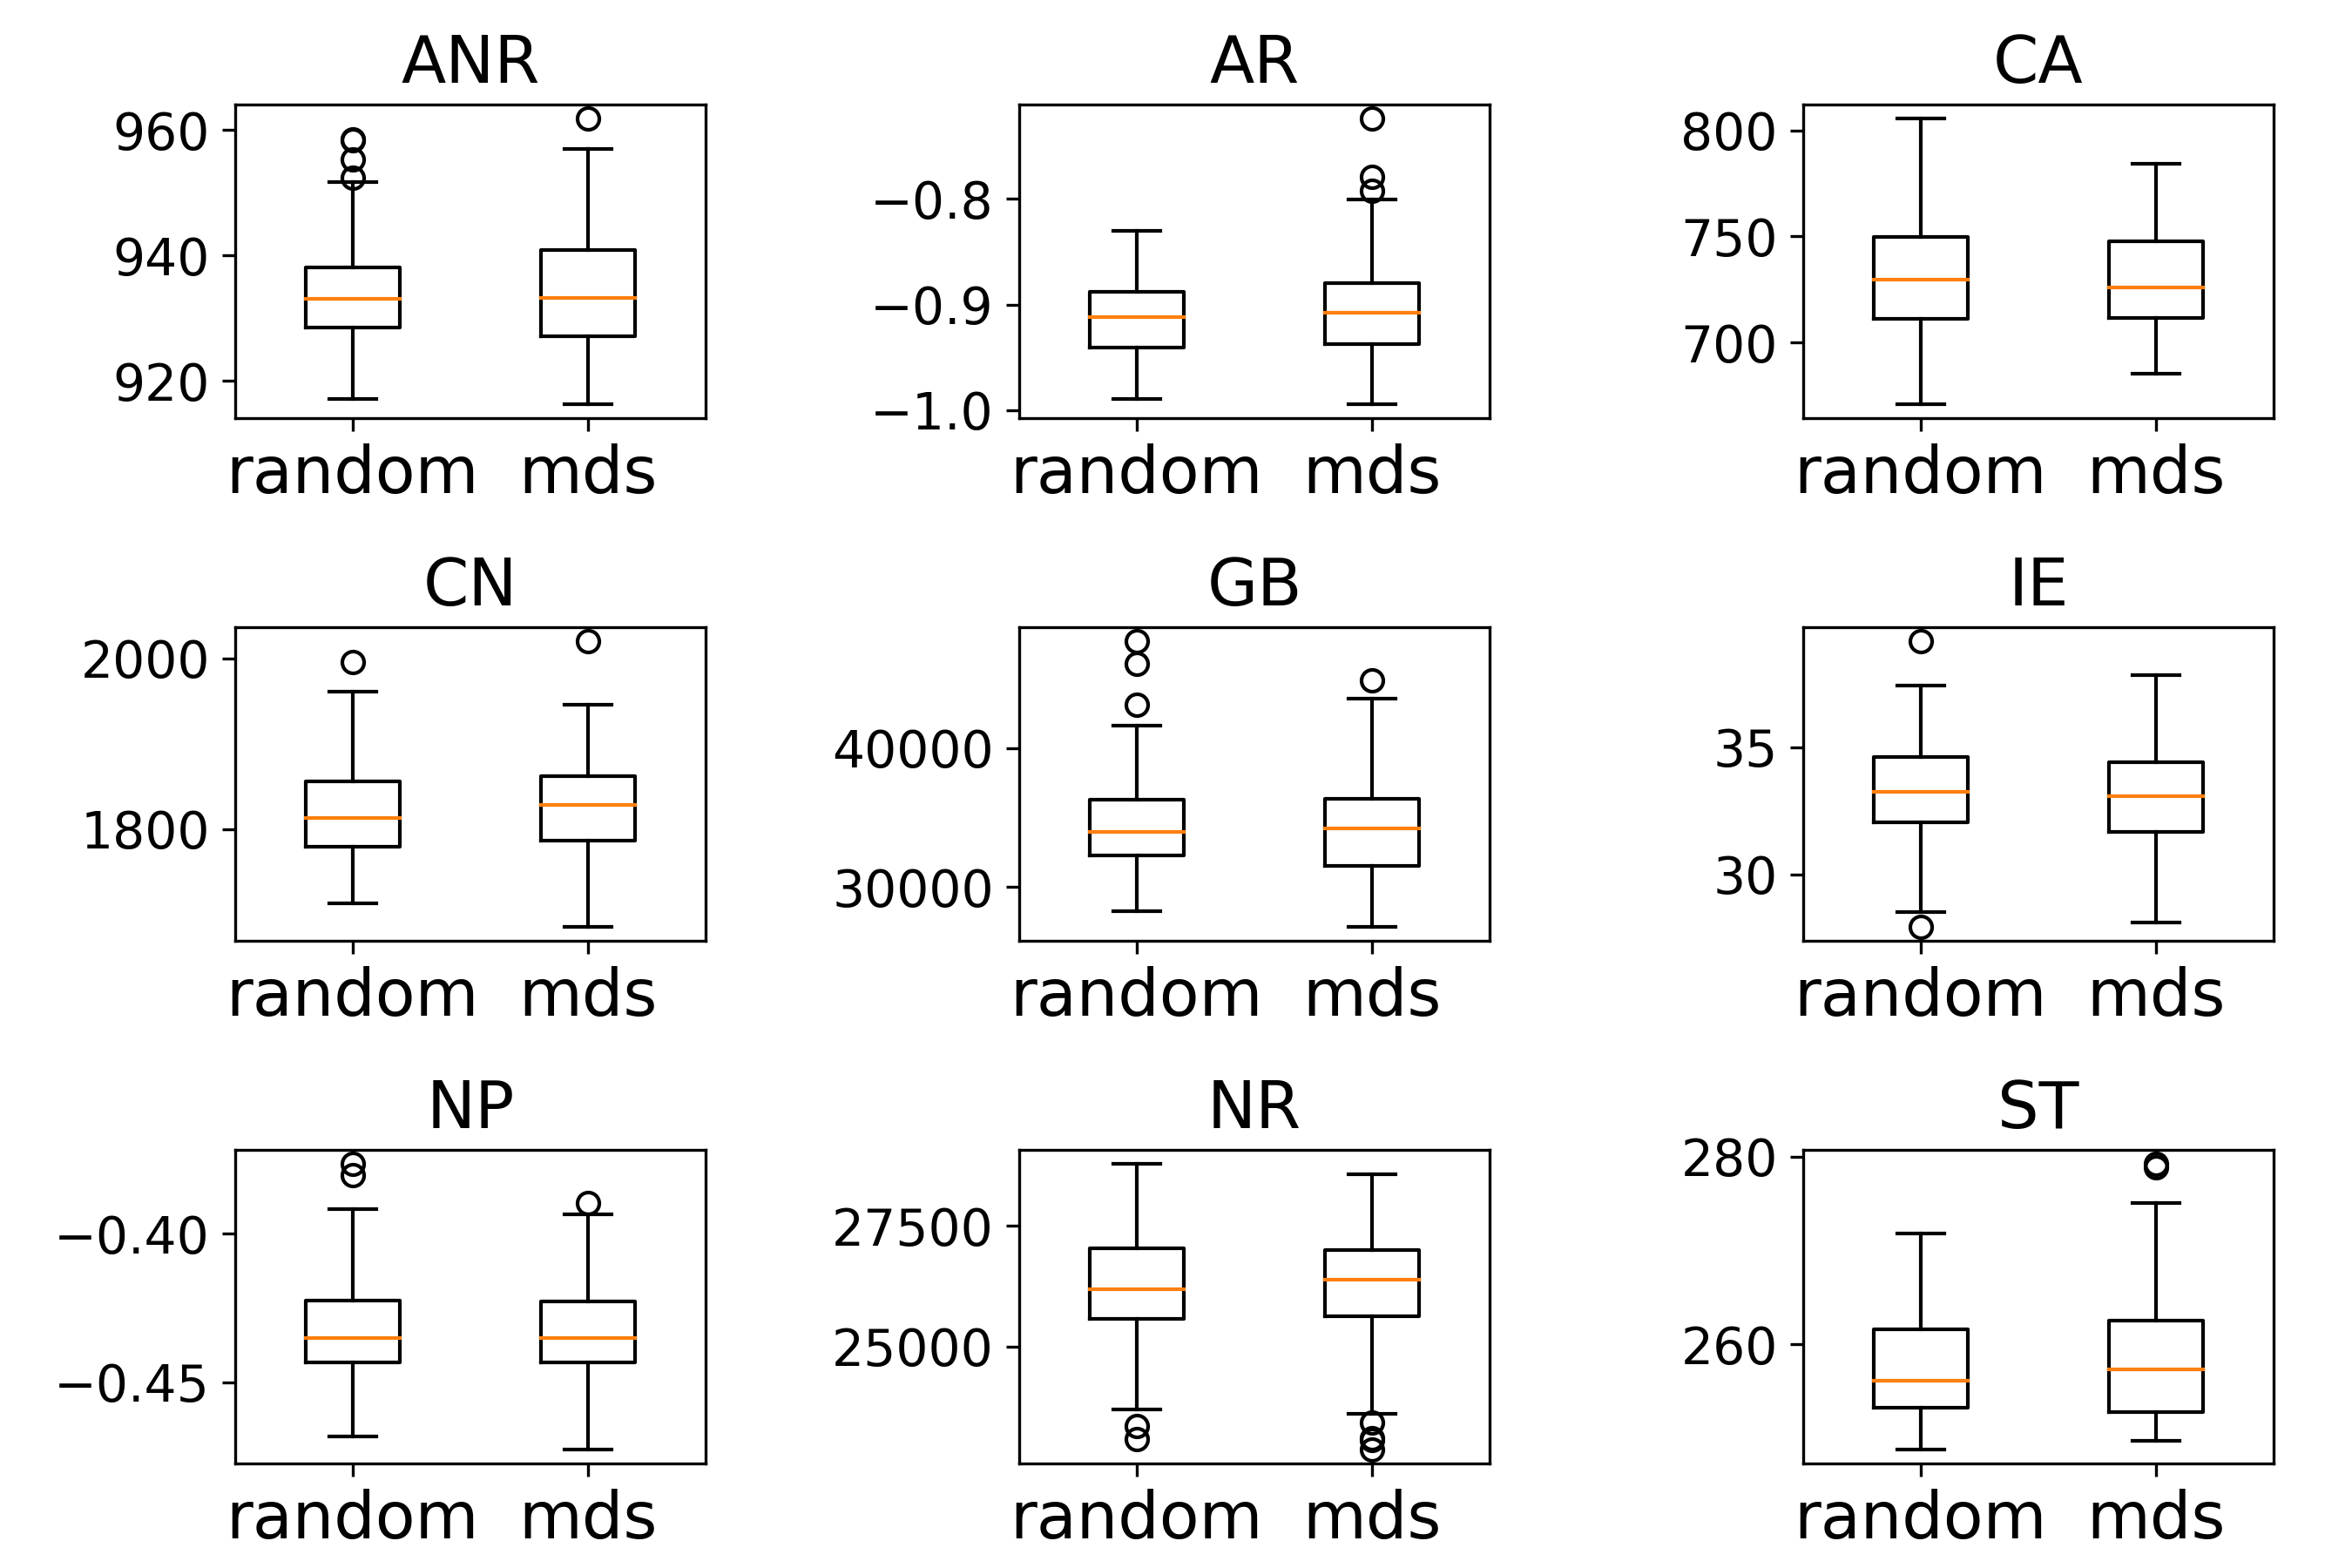 ANR
AR
CA
960
940
920
random mds
−0.8
−0.9
−1.0
random mds
800
750
700
random mds
CN
GB
IE
2000
1800
random mds
40000
30000
random mds
35
30
random mds
NP
NR
ST
−0.40
−0.45
random mds
27500
25000
random mds
280
260
random mds